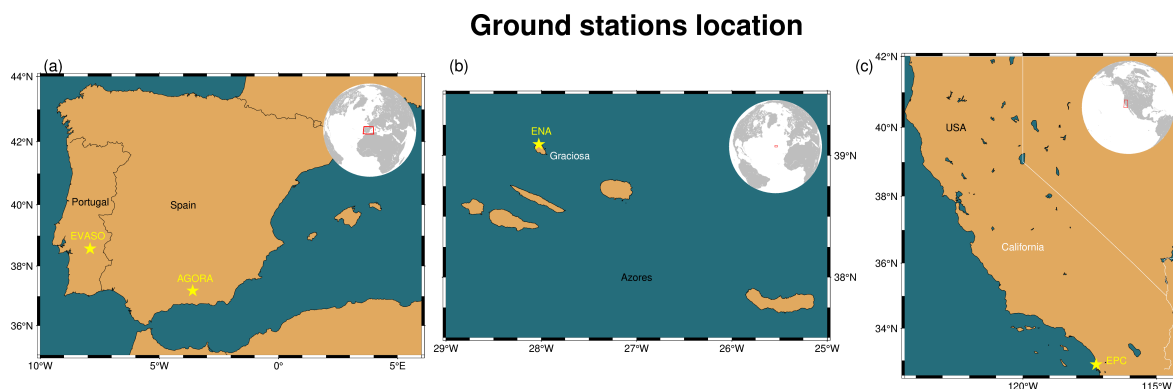 Ground stations location
(a)
44°N
42°N
40°N
38°N
36°N
10°W
5°W
0°
5°E
Portugal
Spain
EVASO
AGORA
(b)
ENA
Graciosa
Azores
39°N
38°N
29°W
28°W
27°W
26°W
25°W
(c)
42°N
40°N
38°N
36°N
34°N
USA
California
EPC
120°W
115°W